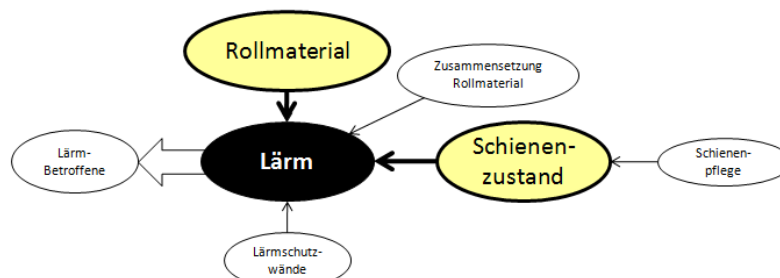 Rollmaterial
Zusammensetzung
Rollmaterial
Lärm-
Betroffene
Lärm
Schienen-
zustand
Schienen-
pflege
Lärmschutz-
wände